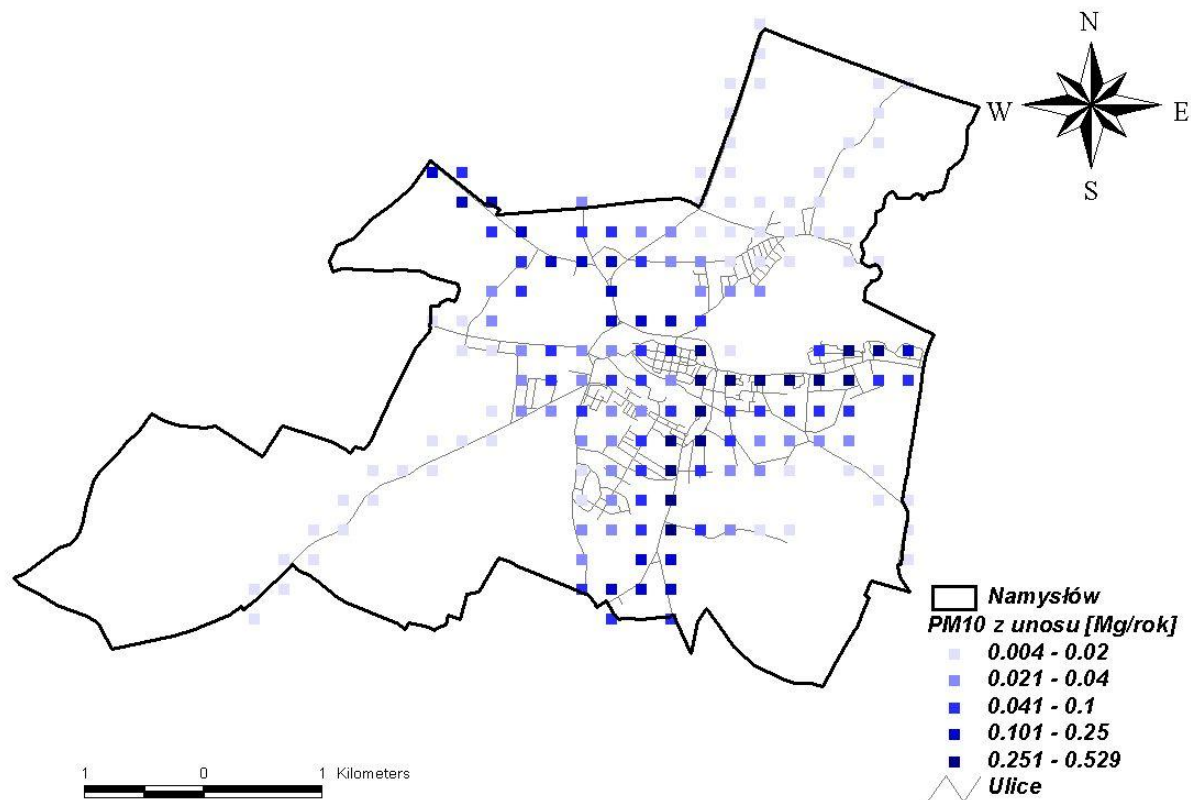 N
W
E
S
Namysłów
PM10 z unosu [Mg/rok]
0.004 - 0.02
0.021 - 0.04
0.041 - 0.1
0.101 - 0.25
0.251 - 0.529
Ulice
1 0 1 Kilometers